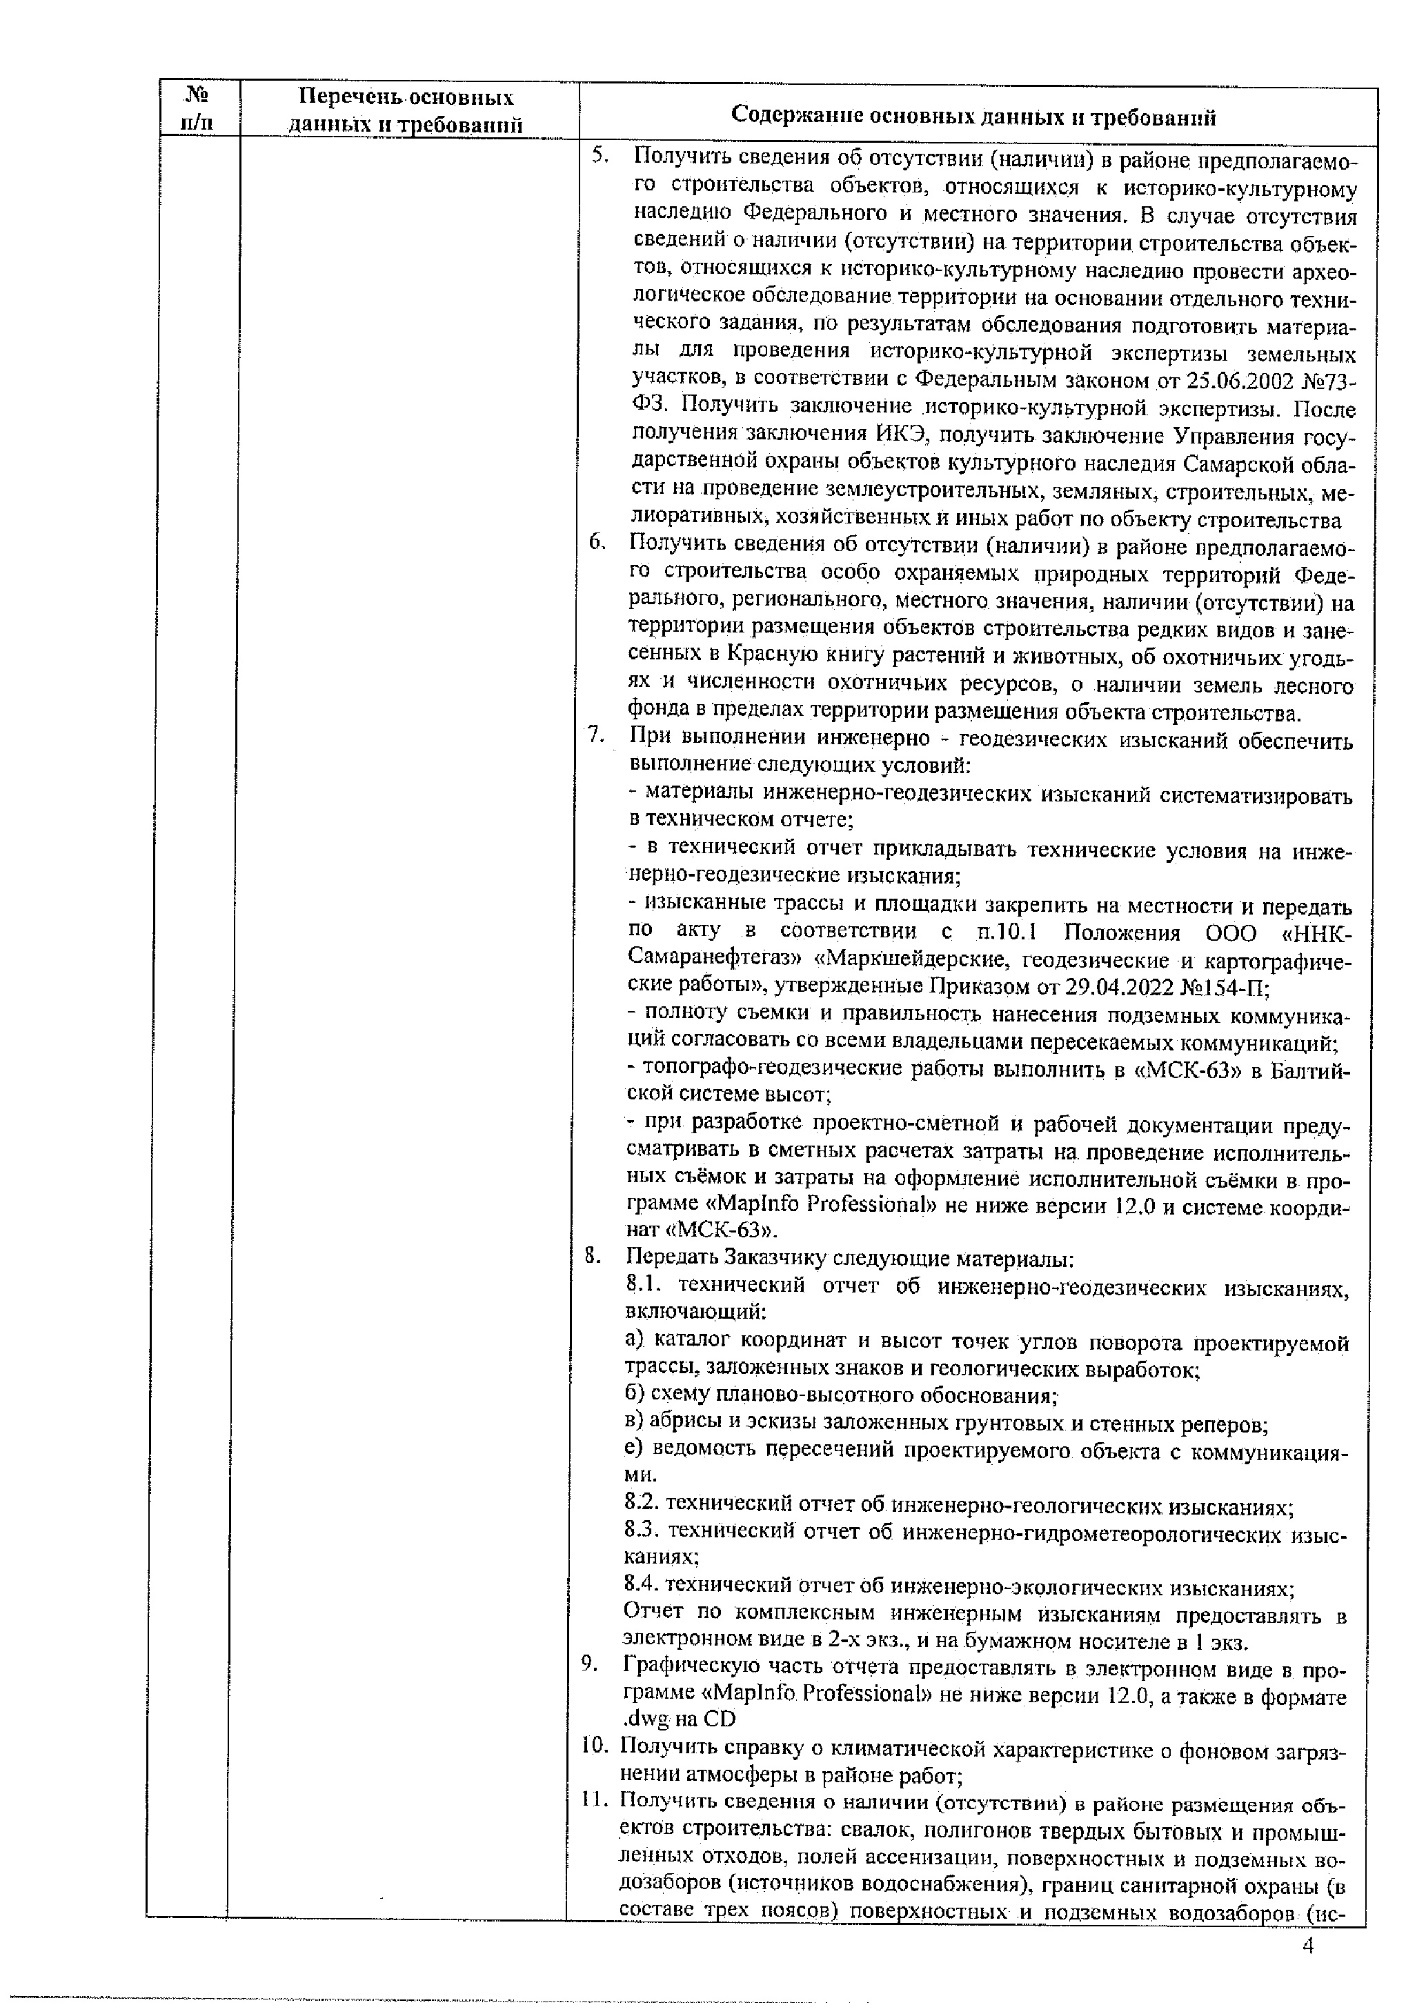 №
п/п
Перечень основных
данных и требований
Содержание основных данных и требований
5. Получить сведения об отсутствии (наличии) в районе предполагаемо-
го строительства объектов, относящихся к историко-культурному
наследию Федерального и местного значения. В случае отсутствия
сведений о наличии (отсутствии) на территории строительства объек-
тов, относящихся к историко-культурному наследию провести архео-
логическое обследование территории на основании отдельного техни-
ческого задания, по результатам обследования подготовить материа-
лы для проведения историко-культурной экспертизы земельных
участков, в соответствии с Федеральным законом от 25.06.2002 №73-
ФЗ. Получить заключение историко-культурной экспертизы. После
получения заключения ИКЭ, получить заключение Управления госу-
дарственной охраны объектов культурного наследия Самарской обла-
сти на проведение землеустроительных, земляных, строительных, ме-
лиоративных, хозяйственных и иных работ по объекту строительства
6. Получить сведения об отсутствии (наличии) в районе предполагаемо-
го строительства особо охраняемых природных территорий Феде-
рального, регионального, местного значения, наличии (отсутствии) на
территории размещения объектов строительства редких видов и зане-
сенных в Красную книгу растений и животных, об охотничьих угодь-
ях и численности охотничьих ресурсов, о наличии земель лесного
фонда в пределах территории размещения объекта строительства.
7. При выполнении инженерно - геодезических изысканий обеспечить
выполнение следующих условий:
- материалы инженерно-геодезических изысканий систематизировать
в техническом отчете;
- в технический отчет прикладывать технические условия на инже-
нерно-геодезические изыскания;
- изысканные трассы и площадки закрепить на местности и передать
по акту в соответствии с п.10.1 Положения ООО «ННК-
Самаранефтегаз» «Маркшейдерские, геодезические и картографиче-
ские работы», утвержденные Приказом от 29.04.2022 №154-П;
- полноту съемки и правильность нанесения подземных коммуника-
ций согласовать со всеми владельцами пересекаемых коммуникаций;
- топографо-геодезические работы выполнить в «МСК-63» в Балтий-
ской системе высот;
- при разработке проектно-сметной и рабочей документации преду-
сматривать в сметных расчетах затраты на проведение исполнитель-
ных съёмок и затраты на оформление исполнительной съёмки в про-
грамме «MapInfo Professional» не ниже версии 12.0 и системе коорди-
нат «МСК-63».
8. Передать Заказчику следующие материалы:
8.1. технический отчет об инженерно-геодезических изысканиях,
включающий:
а) каталог координат и высот точек углов поворота проектируемой
трассы, заложенных знаков и геологических выработок;
б) схему планово-высотного обоснования;
в) абрисы и эскизы заложенных грунтовых и стенных реперов;
е) ведомость пересечений проектируемого объекта с коммуникация-
ми.
8.2. технический отчет об инженерно-геологических изысканиях;
8.3. технический отчет об инженерно-гидрометеорологических изыс-
каниях;
8.4. технический отчет об инженерно-экологических изысканиях;
Отчет по комплексным инженерным изысканиям предоставлять в
электронном виде в 2-х экз., и на бумажном носителе в 1 экз.
9. Графическую часть отчета предоставлять в электронном виде в про-
грамме «MapInfo Professional» не ниже версии 12.0, а также в формате
.dwg на CD
10. Получить справку о климатической характеристике о фоновом загряз-
нении атмосферы в районе работ;
11. Получить сведения о наличии (отсутствии) в районе размещения объ-
ектов строительства: свалок, полигонов твердых бытовых и промыш-
ленных отходов, полей ассенизации, поверхностных и подземных во-
дозаборов (источников водоснабжения), границ санитарной охраны (в
составе трех поясов) поверхностных и подземных водозаборов (ис-
4